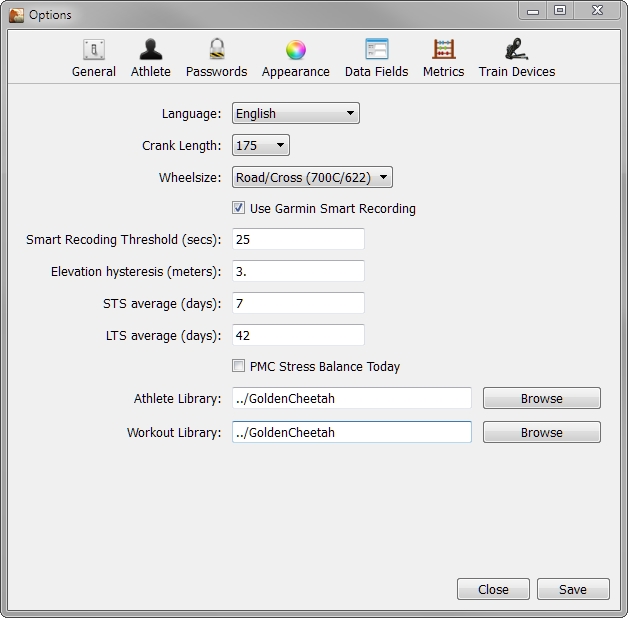 Options
General Athlete Passwords Appearance Data Fields Metrics Train Devices
Language: English
Crank Length: 175
Wheelsize: Road/Cross (700C/622)
Use Garmin Smart Recording
Smart Recoding Threshold (secs): 25
Elevation hysteresis (meters): 3.
STS average (days): 7
LTS average (days): 42
PMC Stress Balance Today
Athlete Library: ../GoldenCheetah Browse
Workout Library: ../GoldenCheetah Browse
Close Save